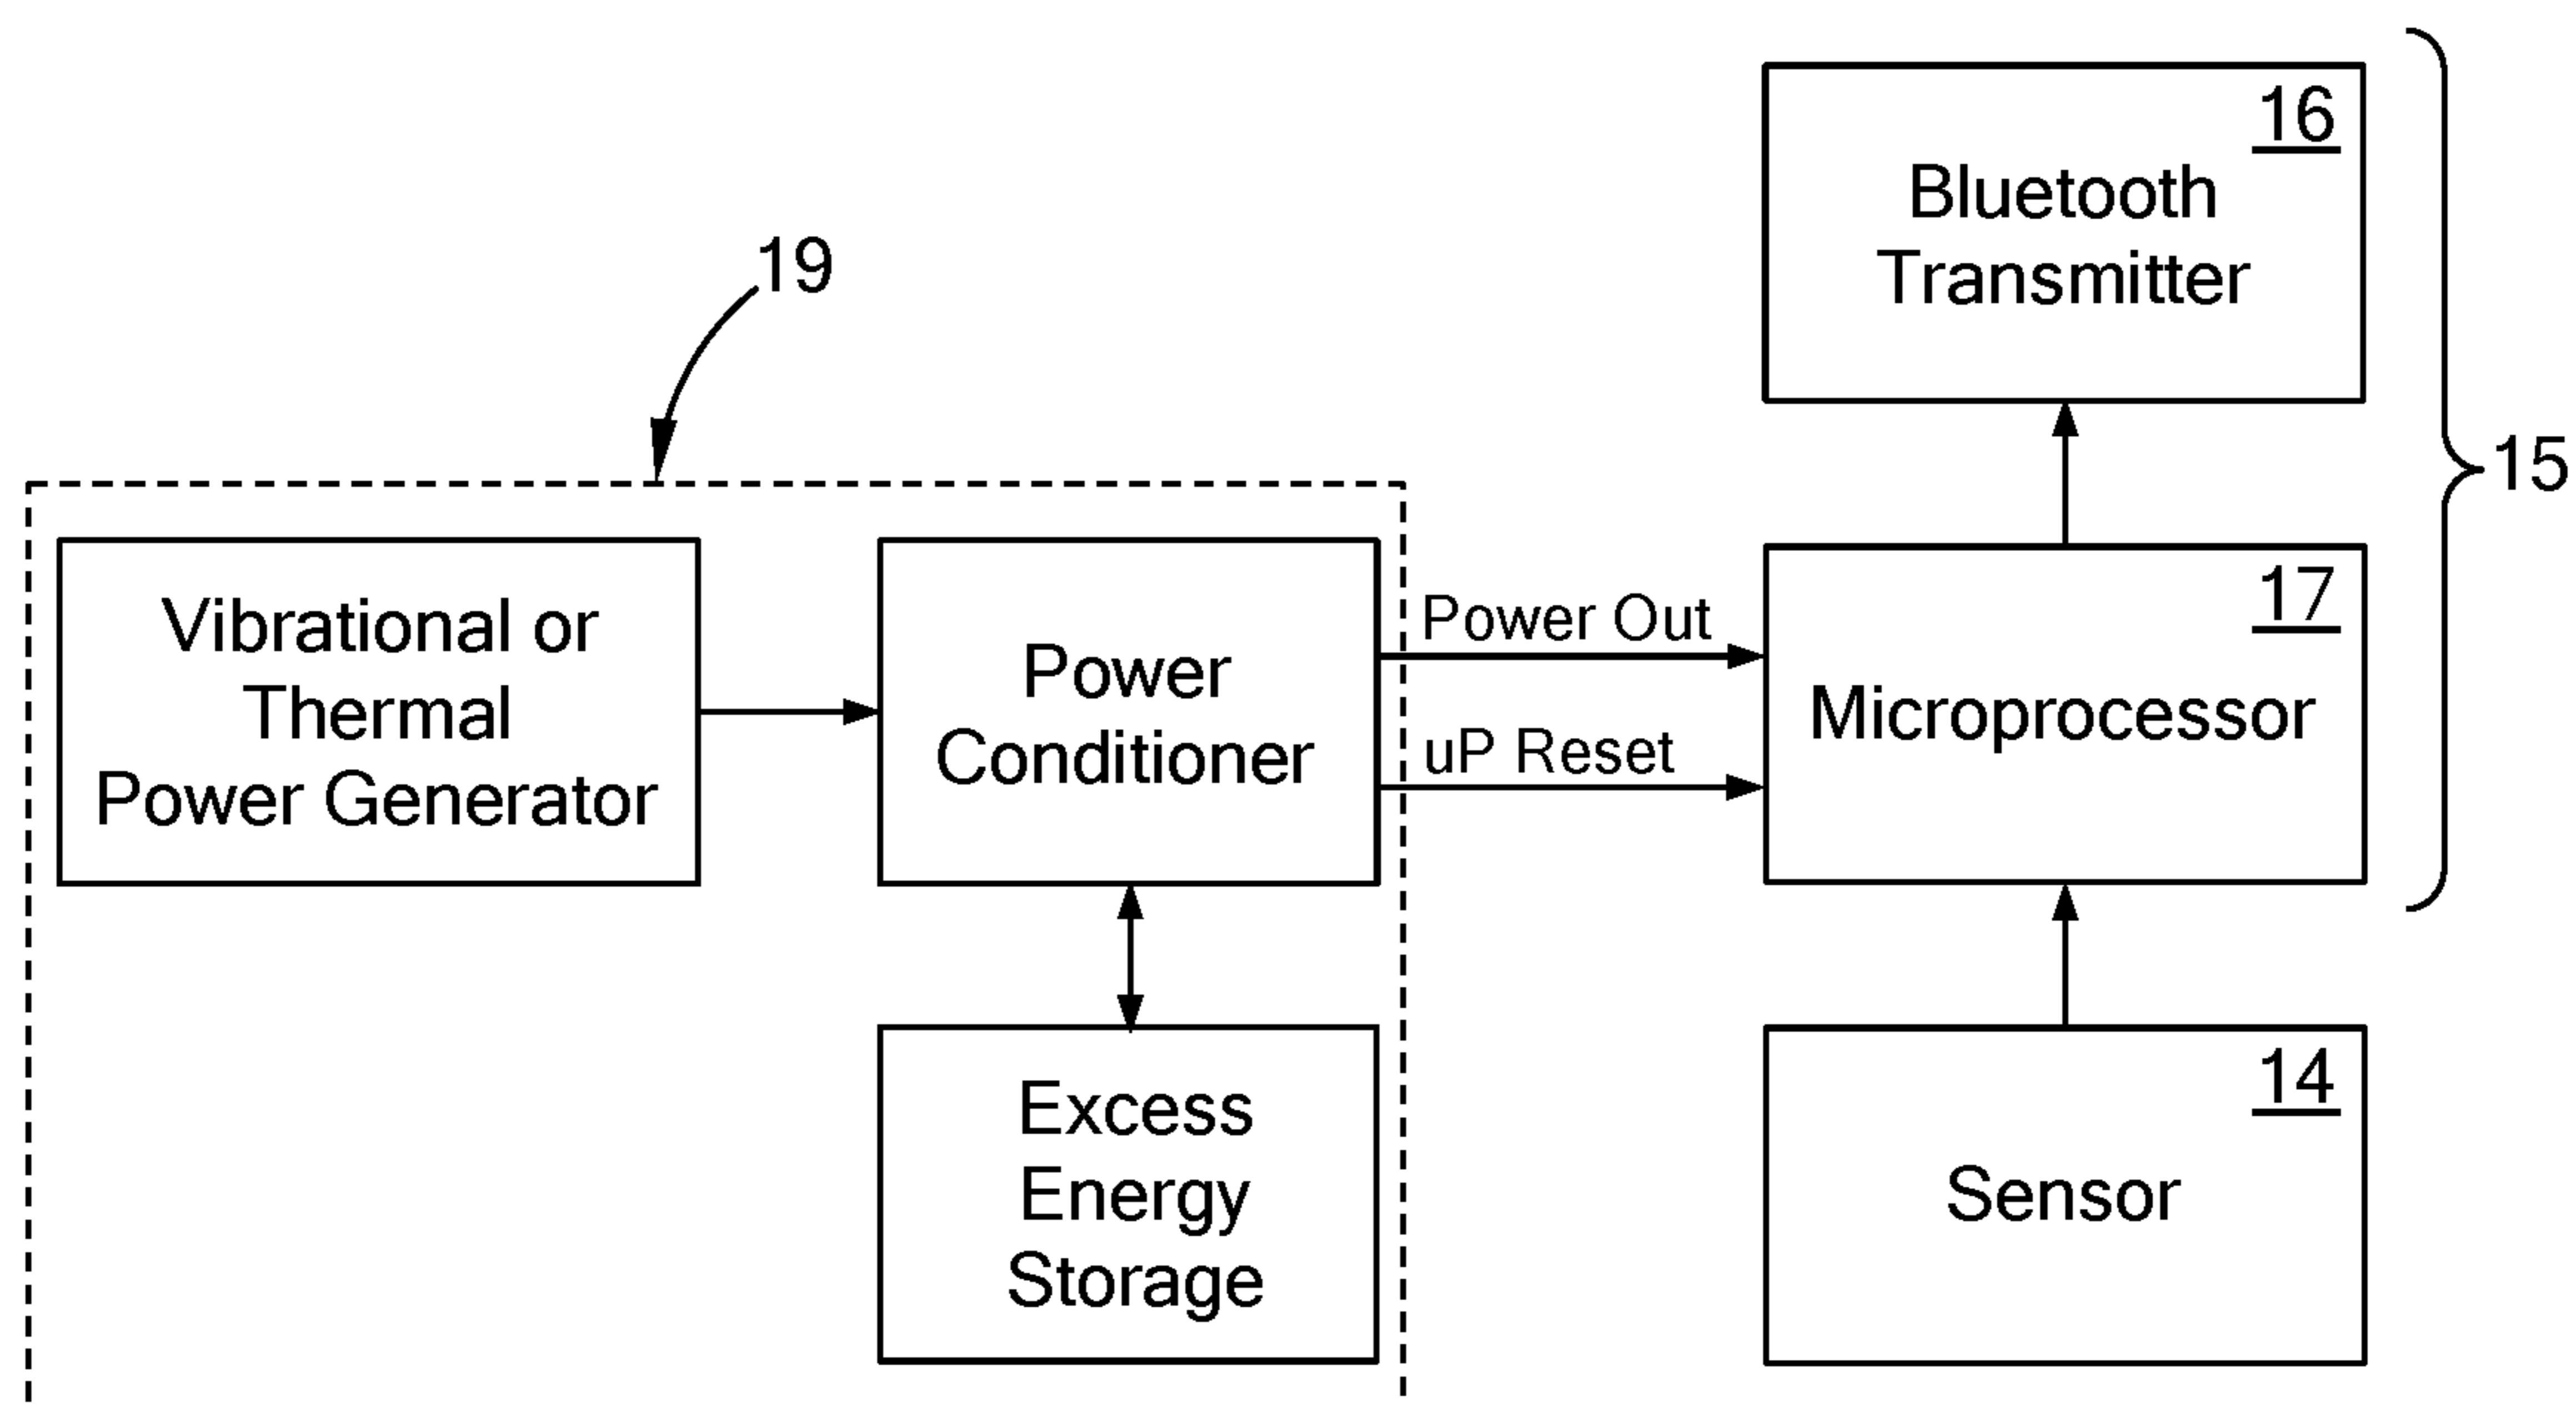 16
Bluetooth
Transmitter
19
15
Vibrational or
Thermal
Power Generator
Power
Conditioner
Power Out
uP Reset
17
Microprocessor
Excess
Energy
Storage
14
Sensor